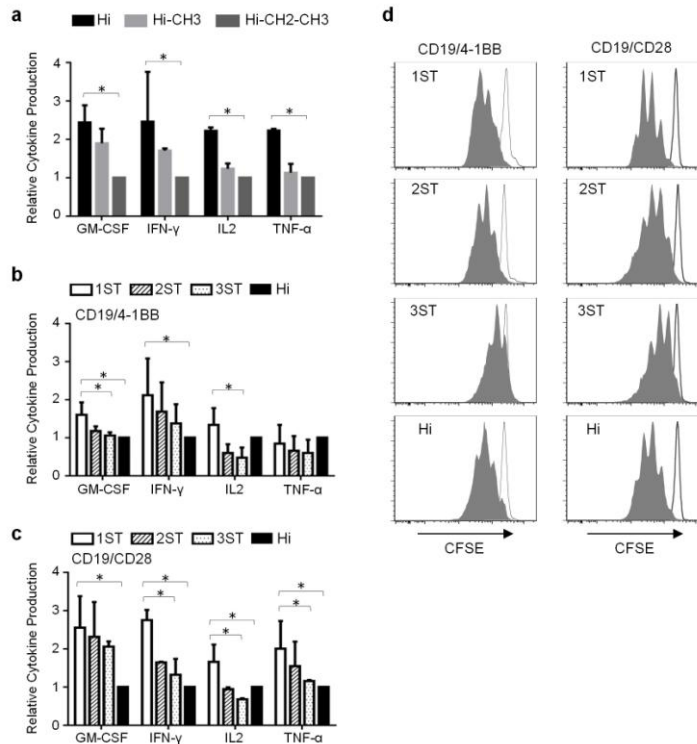 a
Hi Hi-CH3 Hi-CH2-CH3
Relative Cytokine Production
4
3
2
1
0
* * * *
GM-CSF IFN-γ IL2 TNF-α
b
1ST 2ST 3ST Hi
CD19/4-1BB
Relative Cytokine Production
4
3
2
1
0
* * * *
GM-CSF IFN-γ IL2 TNF-α
c
1ST 2ST 3ST Hi
CD19/CD28
Relative Cytokine Production
4
3
2
1
0
* * * * * * *
GM-CSF IFN-γ IL2 TNF-α
d
CD19/4-1BB CD19/CD28
1ST 1ST
2ST 2ST
3ST 3ST
Hi Hi
CFSE CFSE